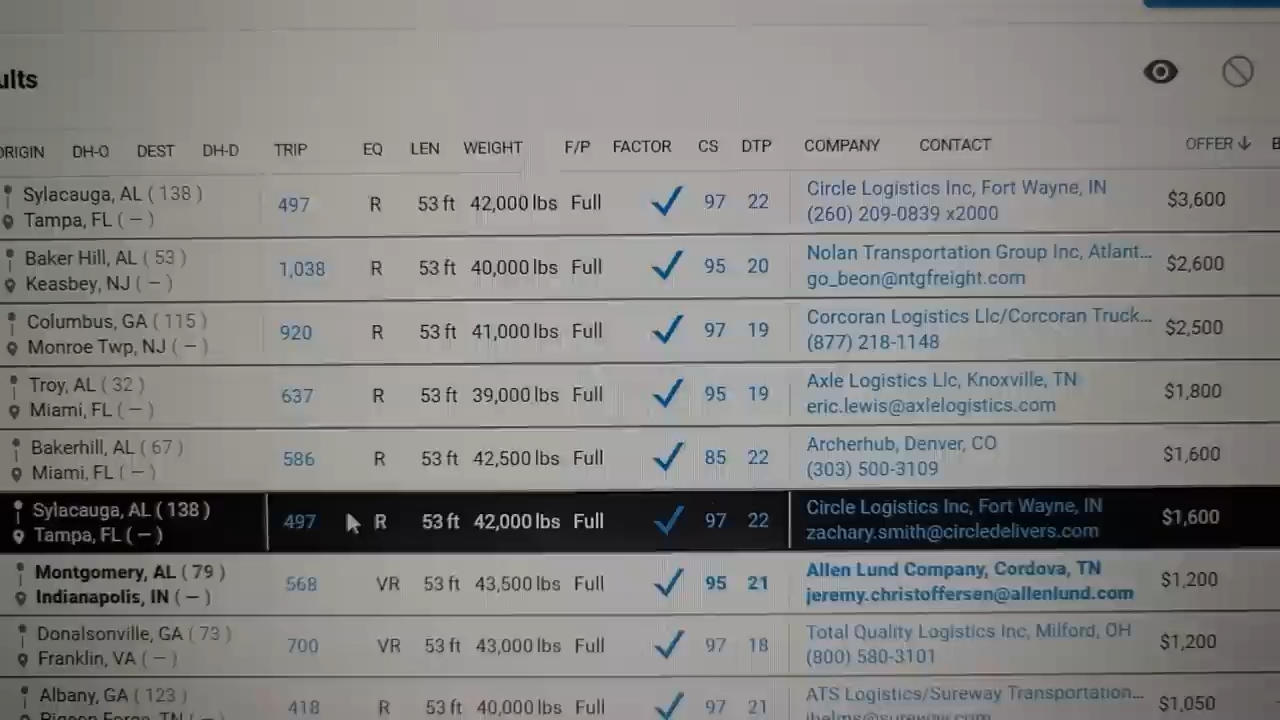 ults
ORIGIN DH-O DEST DH-D TRIP EQ LEN WEIGHT F/P FACTOR CS DTP COMPANY CONTACT OFFER
Sylacauga, AL ( 138 ) Circle Logistics Inc, Fort Wayne, IN
497 R 53 ft 42,000 lbs Full 97 22 $3,600
Tampa, FL ( – ) (260) 209-0839 x2000
Baker Hill, AL ( 53 ) Nolan Transportation Group Inc, Atlant...
1,038 R 53 ft 40,000 lbs Full 95 20 $2,600
Keasbey, NJ ( – ) go_beon@ntgfreight.com
Columbus, GA ( 115 ) Corcoran Logistics Llc/Corcoran Truck...
920 R 53 ft 41,000 lbs Full 97 19 $2,500
Monroe Twp, NJ ( – ) (877) 218-1148
Troy, AL ( 32 ) Axle Logistics Llc, Knoxville, TN
637 R 53 ft 39,000 lbs Full 95 19 $1,800
Miami, FL ( – ) eric.lewis@axlelogistics.com
Bakerhill, AL ( 67 ) Archerhub, Denver, CO
586 R 53 ft 42,500 lbs Full 85 22 $1,600
Miami, FL ( – ) (303) 500-3109
Sylacauga, AL ( 138 ) Circle Logistics Inc, Fort Wayne, IN
497 R 53 ft 42,000 lbs Full 97 22 $1,600
Tampa, FL ( – ) zachary.smith@circledelivers.com
Montgomery, AL ( 79 ) Allen Lund Company, Cordova, TN
568 VR 53 ft 43,500 lbs Full 95 21 $1,200
Indianapolis, IN ( – ) jeremy.christoffersen@allenlund.com
Donalsonville, GA ( 73 ) Total Quality Logistics Inc, Milford, OH
700 VR 53 ft 43,000 lbs Full 97 18 $1,200
Franklin, VA ( – ) (800) 580-3101
Albany, GA ( 123 ) ATS Logistics/Sureway Transportation...
418 R 53 ft 40,000 lbs Full 97 21 $1,050